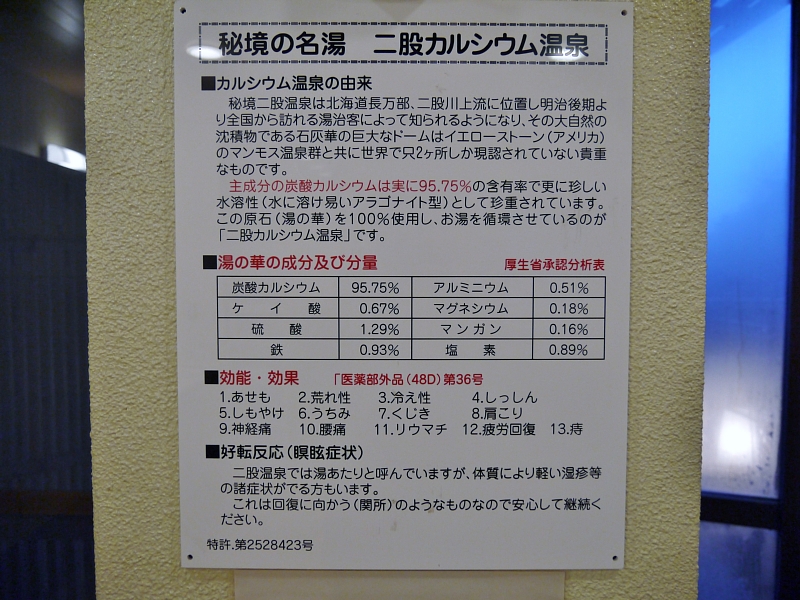 秘境の名湯 二股カルシウム温泉
■カルシウム温泉の由来
秘境二股温泉は北海道長万部、二股川上流に位置し明治後期よ
り全国から訪れる湯治客によって知られるようになり、その大自然の
沈積物である石灰華の巨大なドームはイエローストーン(アメリカ)
のマンモス温泉群と共に世界で只2ヶ所しか現認されていない貴重
なものです。
主成分の炭酸カルシウムは実に95.75%の含有率で更に珍しい
水溶性(水に溶け易いアラゴナイト型)として珍重されています。
この原石(湯の華)を100%使用し、お湯を循環させているのが
「二股カルシウム温泉」です。
■湯の華の成分及び分量 厚生省承認分析表
炭酸カルシウム 95.75% アルミニウム 0.51%
ケイ酸 0.67% マグネシウム 0.18%
硫酸 1.29% マンガン 0.16%
鉄 0.93% 塩素 0.89%
■効能・効果 「医薬部外品(48D)第36号
1.あせも 2.荒れ性 3.冷え性 4.しっしん
5.しもやけ 6.うちみ 7.くじき 8.肩こり
9.神経痛 10.腰痛 11.リウマチ 12.疲労回復 13.痔
■好転反応(瞑眩症状)
二股温泉では湯あたりと呼んでいますが、体質により軽い湿疹等
の諸症状がでる方もいます。
これは回復に向かう(関所)のようなものなので安心して継続く
ださい。
特許.第2528423号